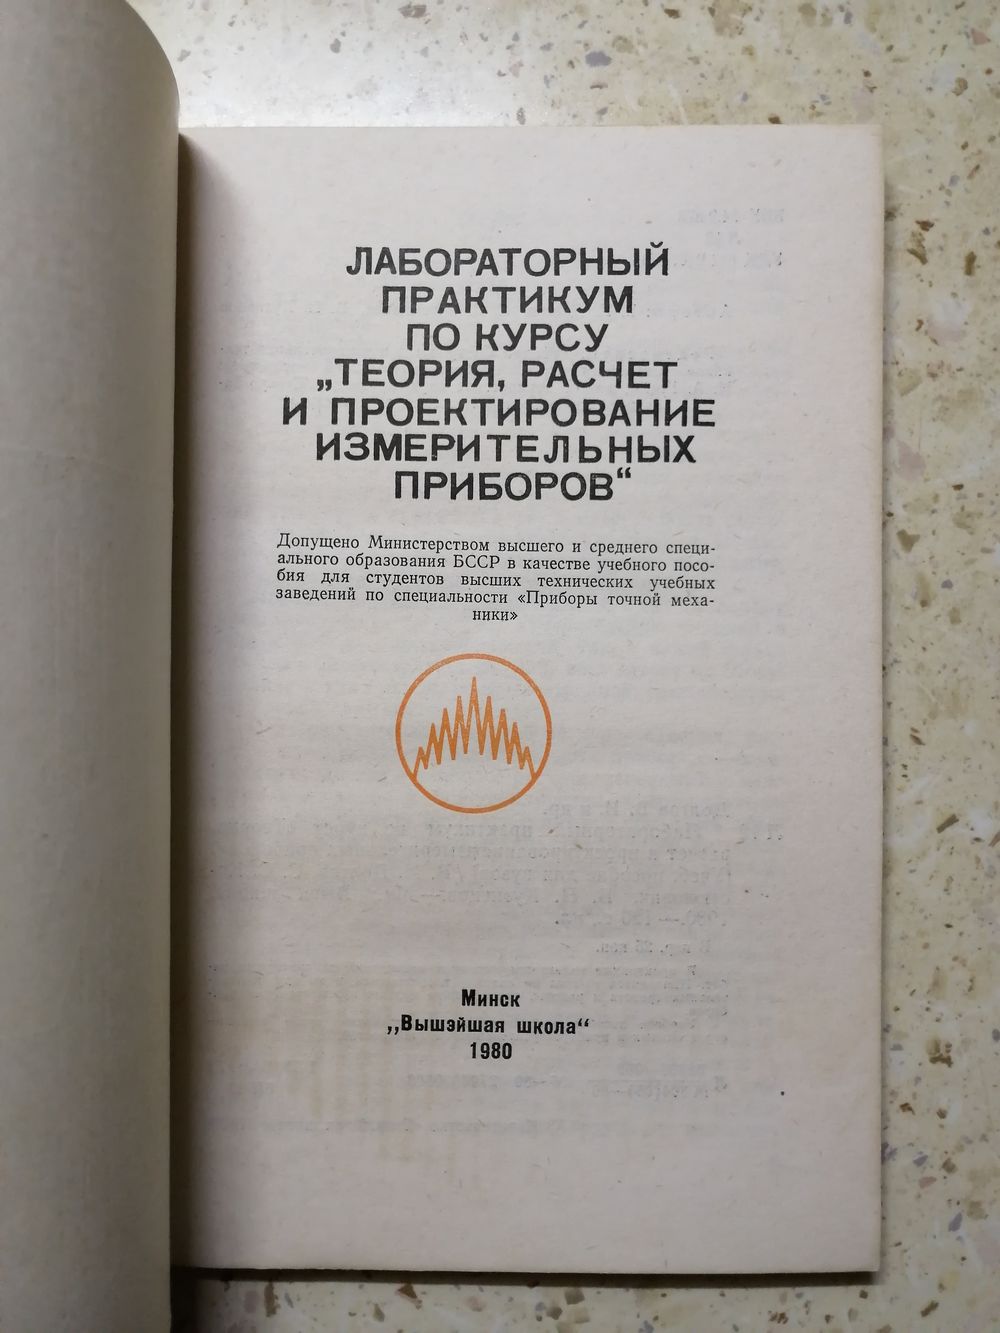 ЛАБОРАТОРНЫЙ
ПРАКТИКУМ
ПО КУРСУ
„ТЕОРИЯ, РАСЧЕТ
И ПРОЕКТИРОВАНИЕ
ИЗМЕРИТЕЛЬНЫХ
ПРИБОРОВ“
Допущено Министерством высшего и среднего специ-
ального образования БССР в качестве учебного посо-
бия для студентов высших технических учебных
заведений по специальности «Приборы точной меха-
ники»
Минск
„Вышэйшая школа“
1980